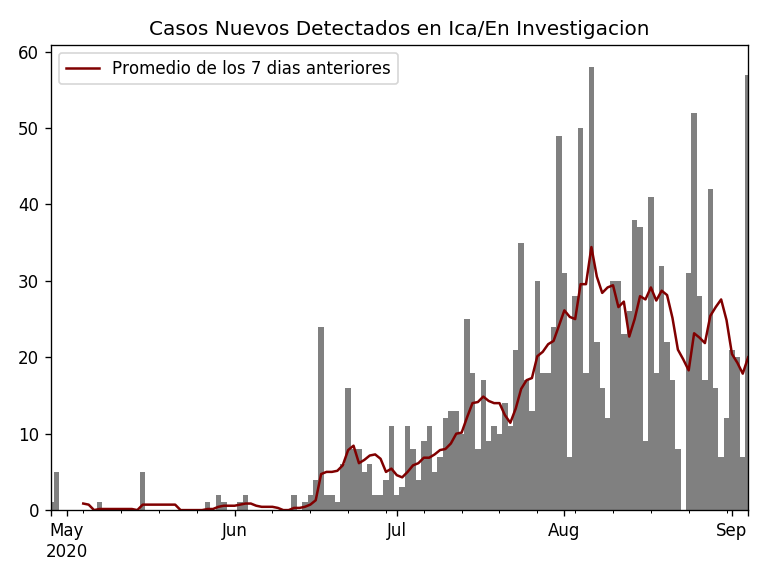 Casos Nuevos Detectados en Ica/En Investigacion
Promedio de los 7 dias anteriores
60
50
40
30
20
10
0
May Jun Jul Aug Sep
2020